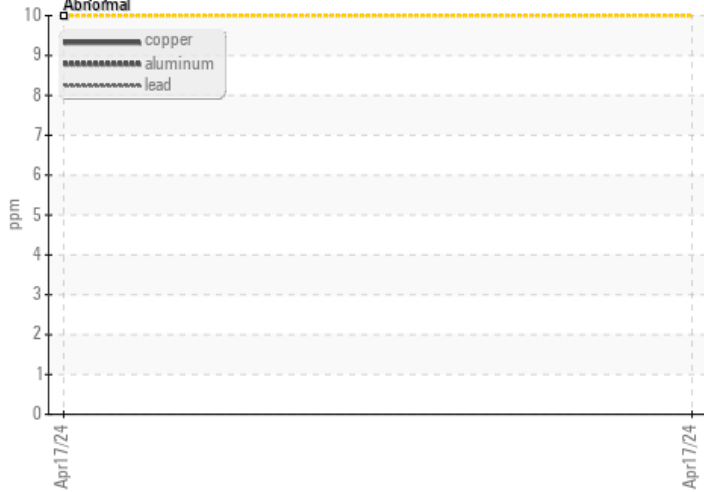 Abnormal
10
9
8
7
6
5
4
3
2
1
0
ppm
copper
aluminum
lead
Apr17/24
Apr17/24